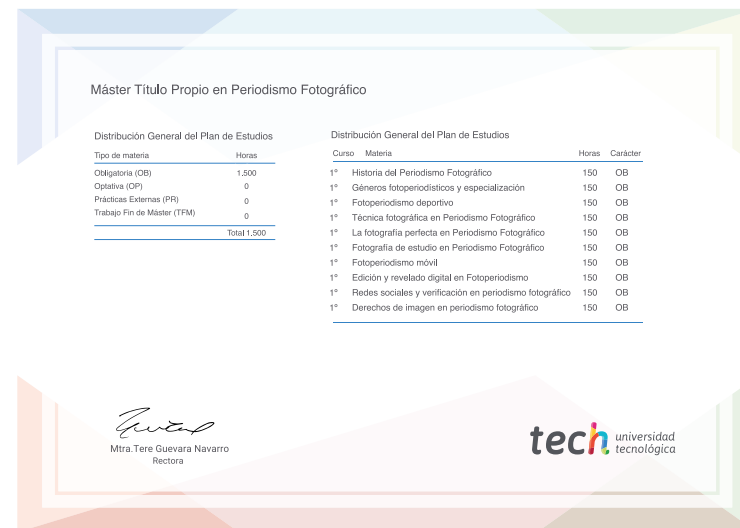 Máster Título Propio en Periodismo Fotográfico
Distribución General del Plan de Estudios
Tipo de materia Horas
Obligatoria (OB) 1.500
Optativa (OP) 0
Prácticas Externas (PR) 0
Trabajo Fin de Máster (TFM) 0
Total 1.500
Distribución General del Plan de Estudios
Curso Materia Horas Carácter
1º Historia del Periodismo Fotográfico 150 OB
1º Géneros fotoperiodísticos y especialización 150 OB
1º Fotoperiodismo deportivo 150 OB
1º Técnica fotográfica en Periodismo Fotográfico 150 OB
1º La fotografía perfecta en Periodismo Fotográfico 150 OB
1º Fotografía de estudio en Periodismo Fotográfico 150 OB
1º Fotoperiodismo móvil 150 OB
1º Edición y revelado digital en Fotoperiodismo 150 OB
1º Redes sociales y verificación en periodismo fotográfico 150 OB
1º Derechos de imagen en periodismo fotográfico 150 OB
Mtra.Tere Guevara Navarro
Rectora
tech universidad
tecnológica